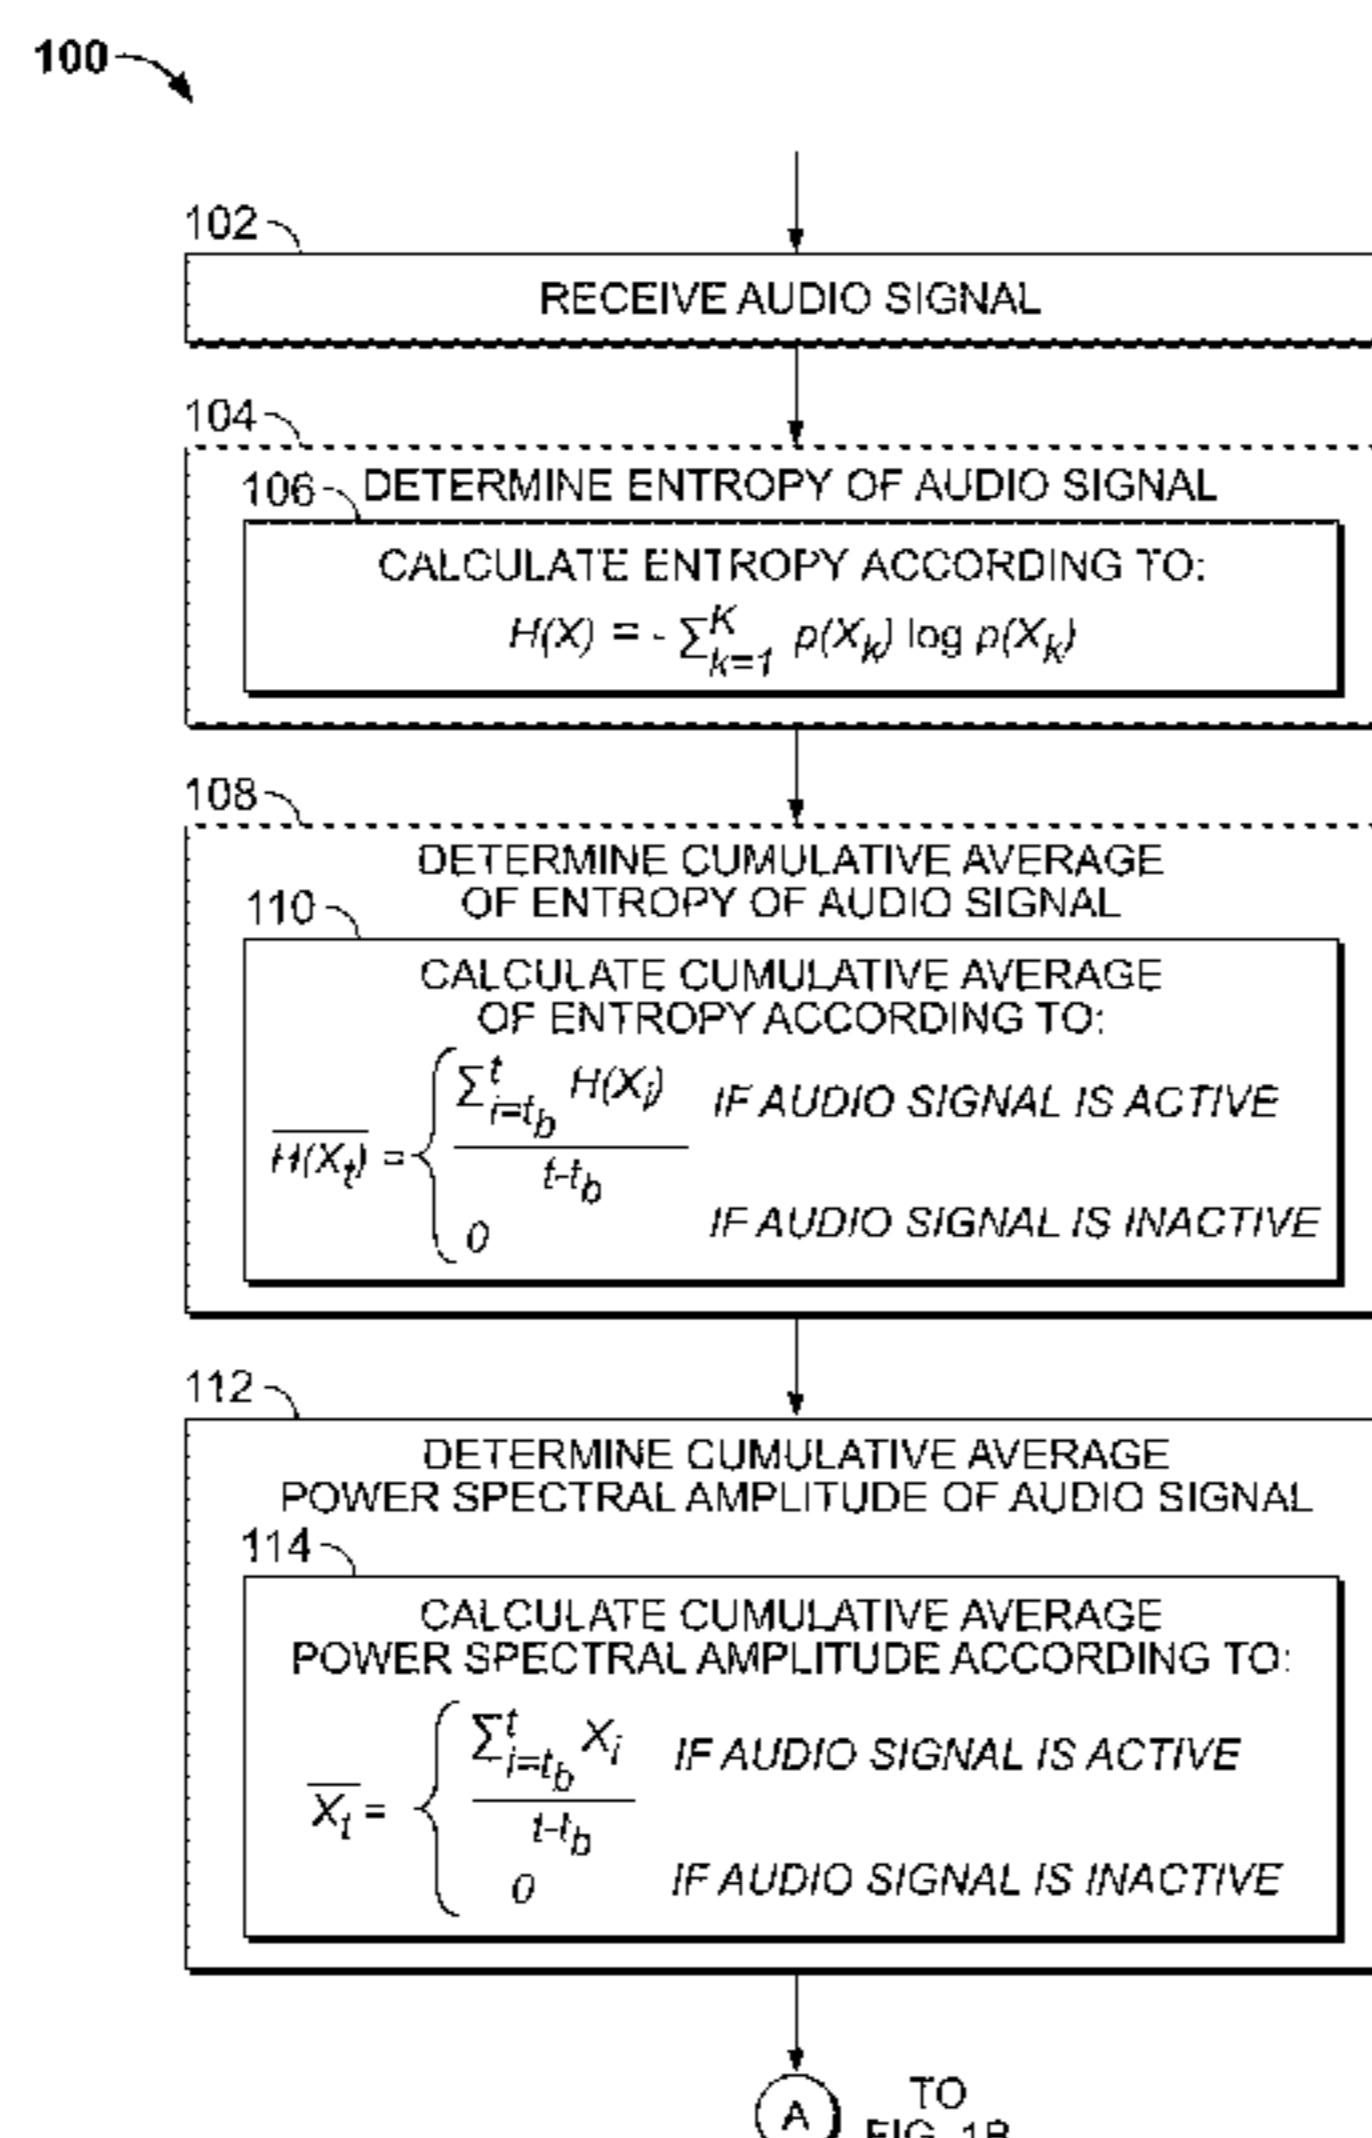 100
102
RECEIVE AUDIO SIGNAL
104
DETERMINE ENTROPY OF AUDIO SIGNAL
106
CALCULATE ENTROPY ACCORDING TO:
H(X) = - ∑_{k=1}^{K} p(X_k) log p(X_k)
108
DETERMINE CUMULATIVE AVERAGE
OF ENTROPY OF AUDIO SIGNAL
110
CALCULATE CUMULATIVE AVERAGE
OF ENTROPY ACCORDING TO:
∑_{i=t_b}^{t} H(X_i) IF AUDIO SIGNAL IS ACTIVE
\overline{H(X_t)} = {
t-t_b
0 IF AUDIO SIGNAL IS INACTIVE
112
DETERMINE CUMULATIVE AVERAGE
POWER SPECTRAL AMPLITUDE OF AUDIO SIGNAL
114
CALCULATE CUMULATIVE AVERAGE
POWER SPECTRAL AMPLITUDE ACCORDING TO:
∑_{i=t_b}^{t} X_i IF AUDIO SIGNAL IS ACTIVE
\overline{X_t} = {
t-t_b
0 IF AUDIO SIGNAL IS INACTIVE
A
TO
FIG. 1B